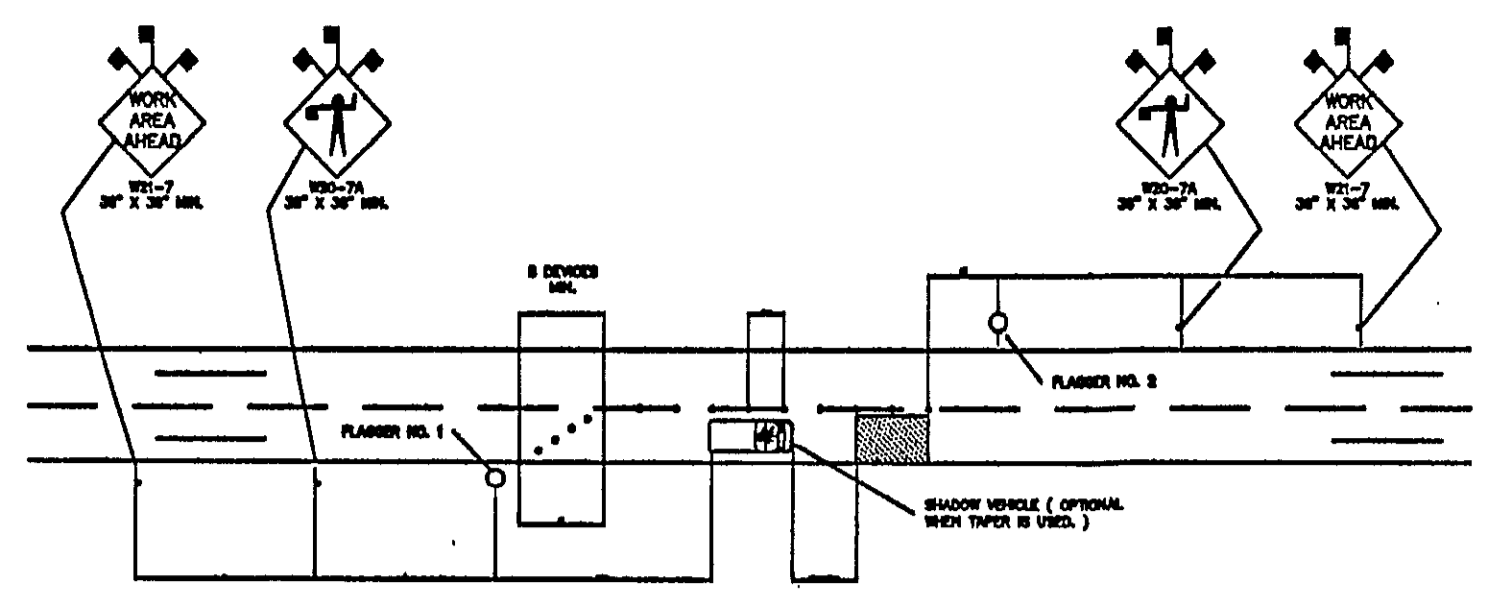 WORK
AREA
AHEAD
W21-7
36" X 36" MIN.
W20-7A
36" X 36" MIN.
W20-7A
36" X 36" MIN.
WORK
AREA
AHEAD
W21-7
36" X 36" MIN.
DEVICES
MIN.
FLAGGER NO. 2
FLAGGER NO. 1
SHADOW VEHICLE ( OPTIONAL
WHEN TAPER IS USED. )